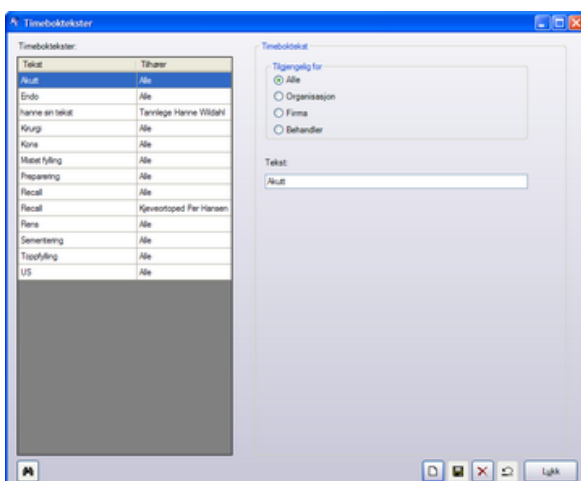 Timeboktekster
Timeboktekster:
Tekst Tilhører
Akutt Alle
Endo Alle
hanne sin tekst Tannlege Hanne Wildahl
Kirurgi Alle
Kons Alle
Mistet fylling Alle
Preparering Alle
Recall Alle
Recall Kjeveortoped Per Hansen
Rens Alle
Sementering Alle
Toppfylling Alle
US Alle
Timeboktekst
Tilgjengelig for
Alle
Organisasjon
Firma
Behandler
Tekst:
Akutt
Lukk